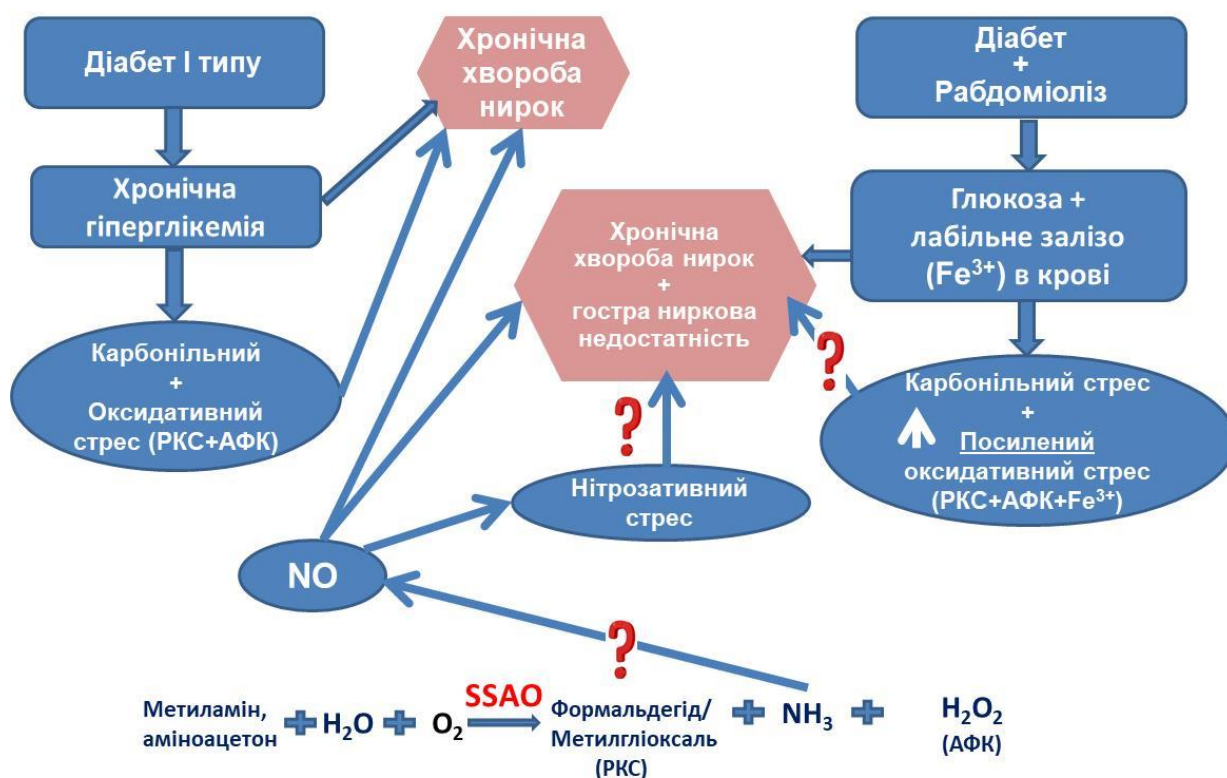 Діабет І типу
Хронічна
гіперглікемія
Карбонільний
+
Оксидативний
стрес (РКС+АФК)
Хронічна
хвороба
нирок
Хронічна
хвороба нирок
+
гостра ниркова
недостатність
Діабет
+
Рабдоміоліз
Глюкоза +
лабільне залізо
(Fe³⁺) в крові
?
Карбонільний стрес
+
Посилений
оксидативний стрес
(РКС+АФК+Fe³⁺)
?
Нітрозативний
стрес
NO
?
Метиламін,
аміноацетон
+ H₂O + O₂
SSAO
Формальдегід/
Метилгліоксаль
(РКС)
+ NH₃ + H₂O₂
(АФК)